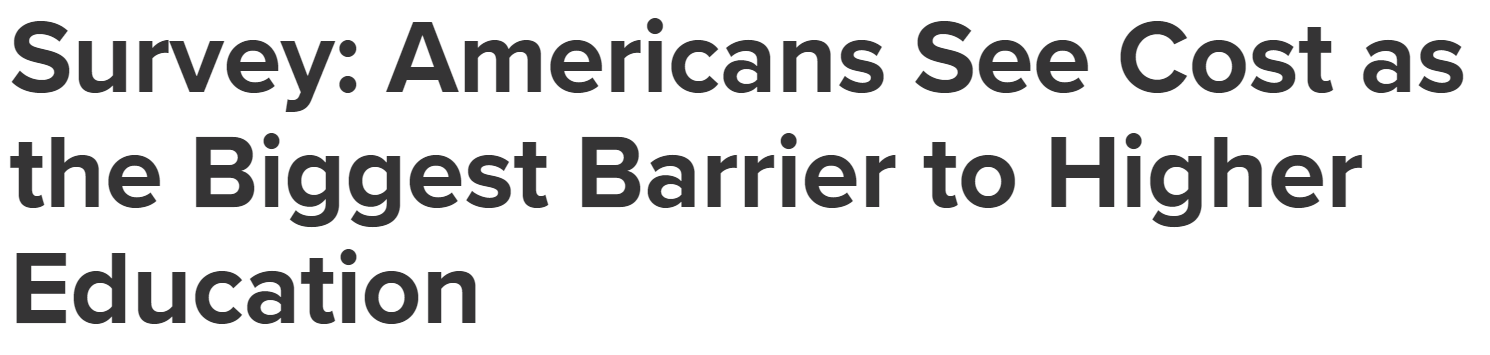 Survey: Americans See Cost as
the Biggest Barrier to Higher
Education